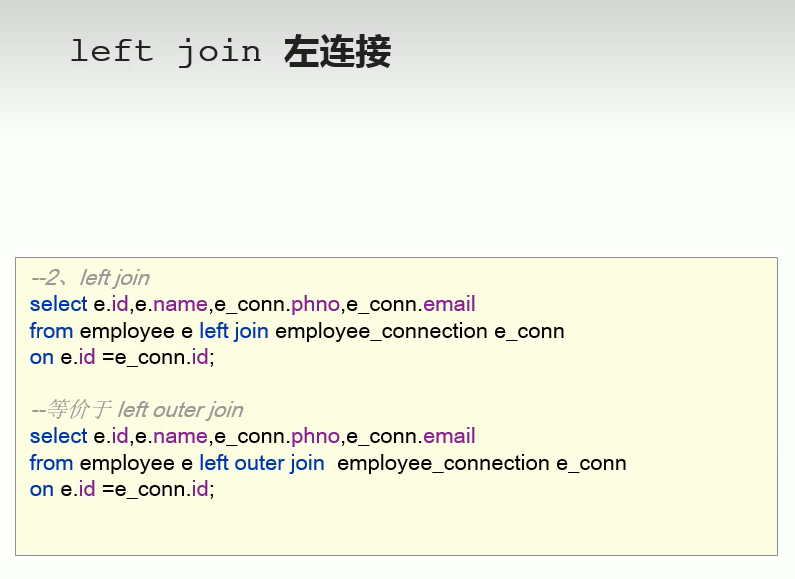 left join 左连接
--2、left join
select e.id,e.name,e_conn.phno,e_conn.email
from employee e left join employee_connection e_conn
on e.id =e_conn.id;
--等价于 left outer join
select e.id,e.name,e_conn.phno,e_conn.email
from employee e left outer join  employee_connection e_conn
on e.id =e_conn.id;